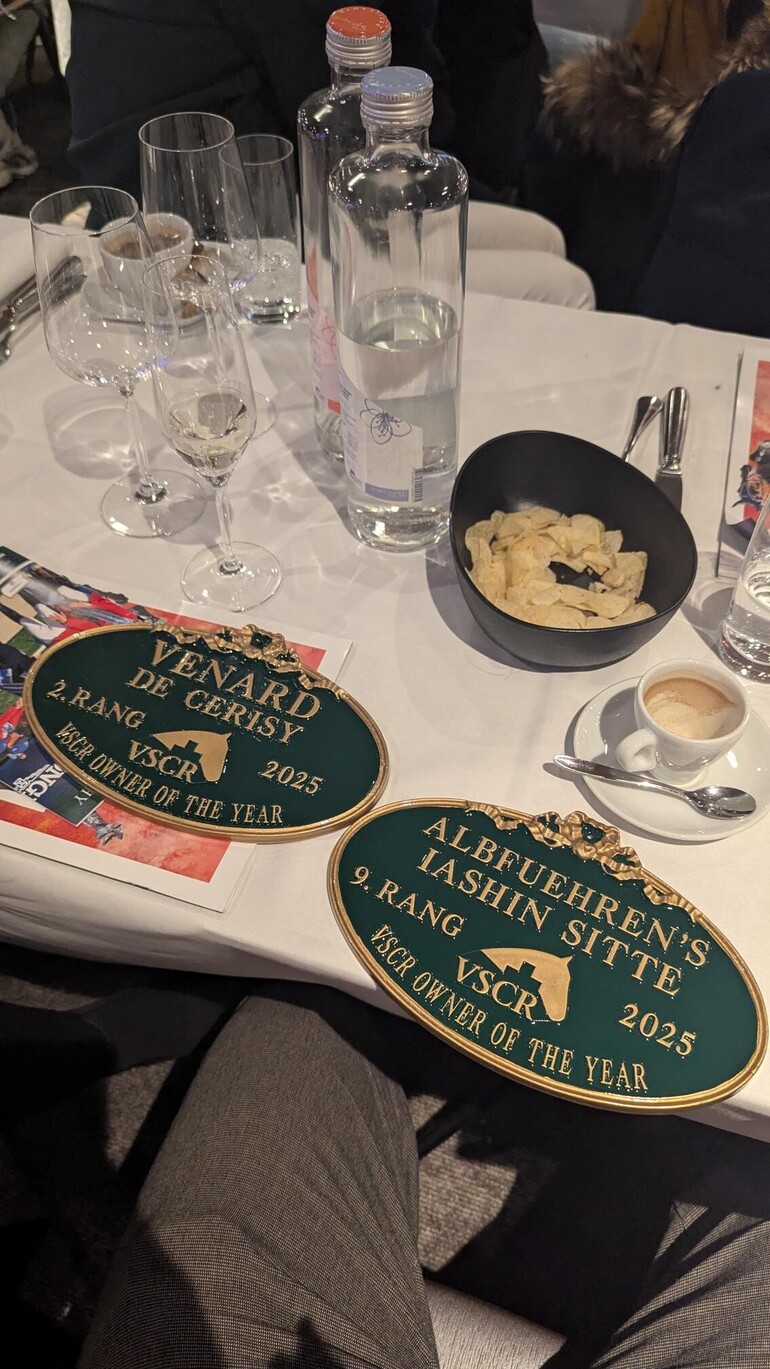 VENARD
DE CERISY
2. RANG
VSCR
2025
VSCR OWNER OF THE YEAR
ALBFUEHREN'S
IASHIN SITTE
9. RANG
VSCR
2025
VSCR OWNER OF THE YEAR